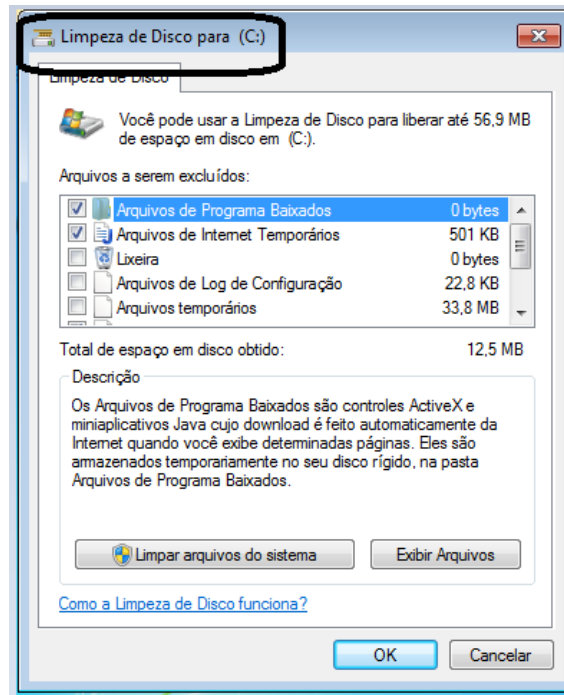 Limpeza de Disco para  (C:)
Limpeza de Disco
Você pode usar a Limpeza de Disco para liberar até 56,9 MB
de espaço em disco em  (C:).
Arquivos a serem excluídos:
Arquivos de Programa Baixados 0 bytes
Arquivos de Internet Temporários 501 KB
Lixeira 0 bytes
Arquivos de Log de Configuração 22,8 KB
Arquivos temporários 33,8 MB
Total de espaço em disco obtido: 12,5 MB
Descrição
Os Arquivos de Programa Baixados são controles ActiveX e
miniaplicativos Java cujo download é feito automaticamente da
Internet quando você exibe determinadas páginas. Eles são
armazenados temporariamente no seu disco rígido, na pasta
Arquivos de Programa Baixados.
Limpar arquivos do sistema Exibir Arquivos
Como a Limpeza de Disco funciona?
OK Cancelar